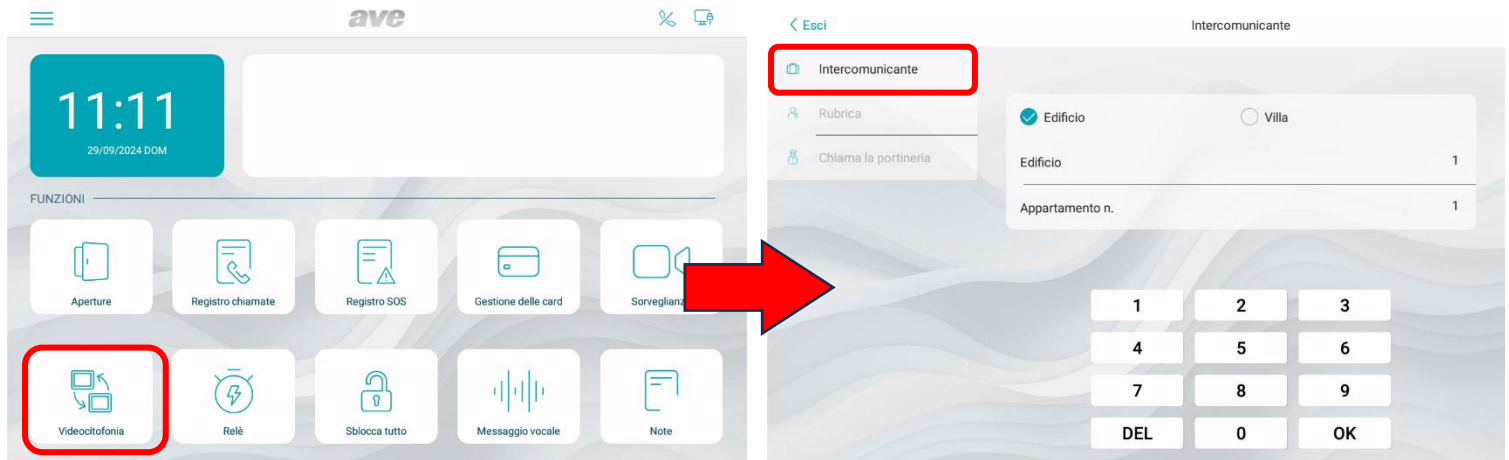 ave
11:11
29/09/2024 DOM
FUNZIONI
Aperture
Registro chiamate
Registro SOS
Gestione delle card
Videocitofonia
Relè
Sblocca tutto
Messaggio vocale
Note
Esci
Intercomunicante
Intercomunicante
Rubrica
Chiama la portineria
Edificio
Villa
Edificio 1
Appartamento n. 1
1 2 3
4 5 6
7 8 9
DEL 0 OK